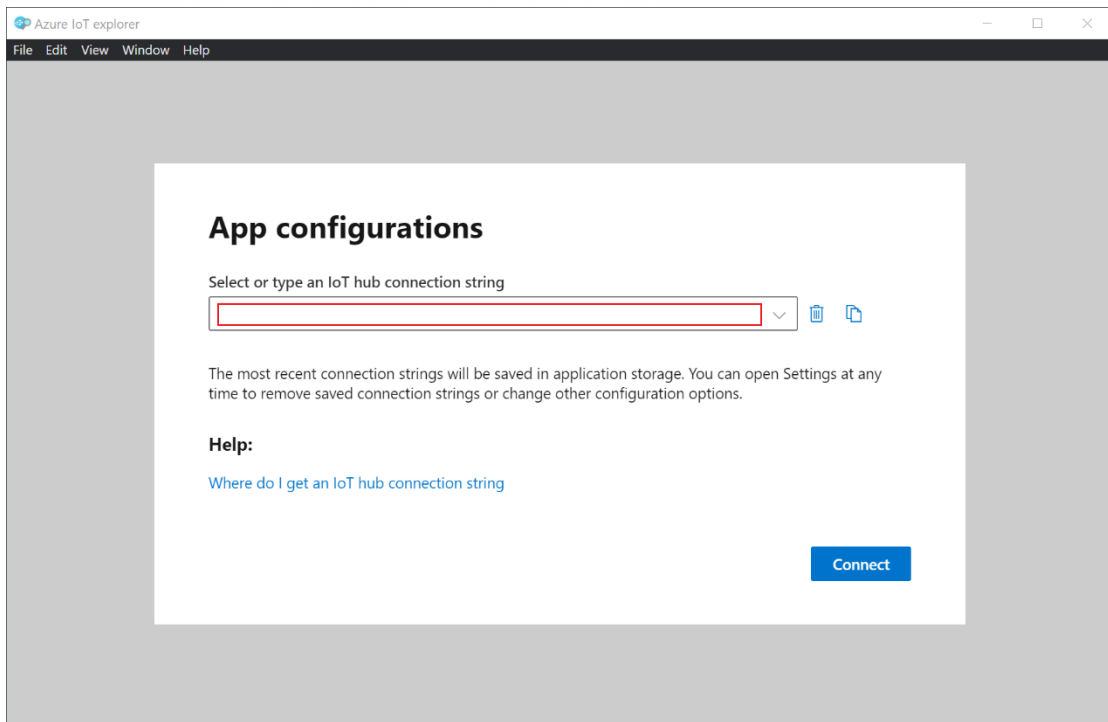 Azure IoT explorer
File Edit View Window Help
App configurations
Select or type an IoT hub connection string
The most recent connection strings will be saved in application storage. You can open Settings at any
time to remove saved connection strings or change other configuration options.
Help:
Where do I get an IoT hub connection string
Connect